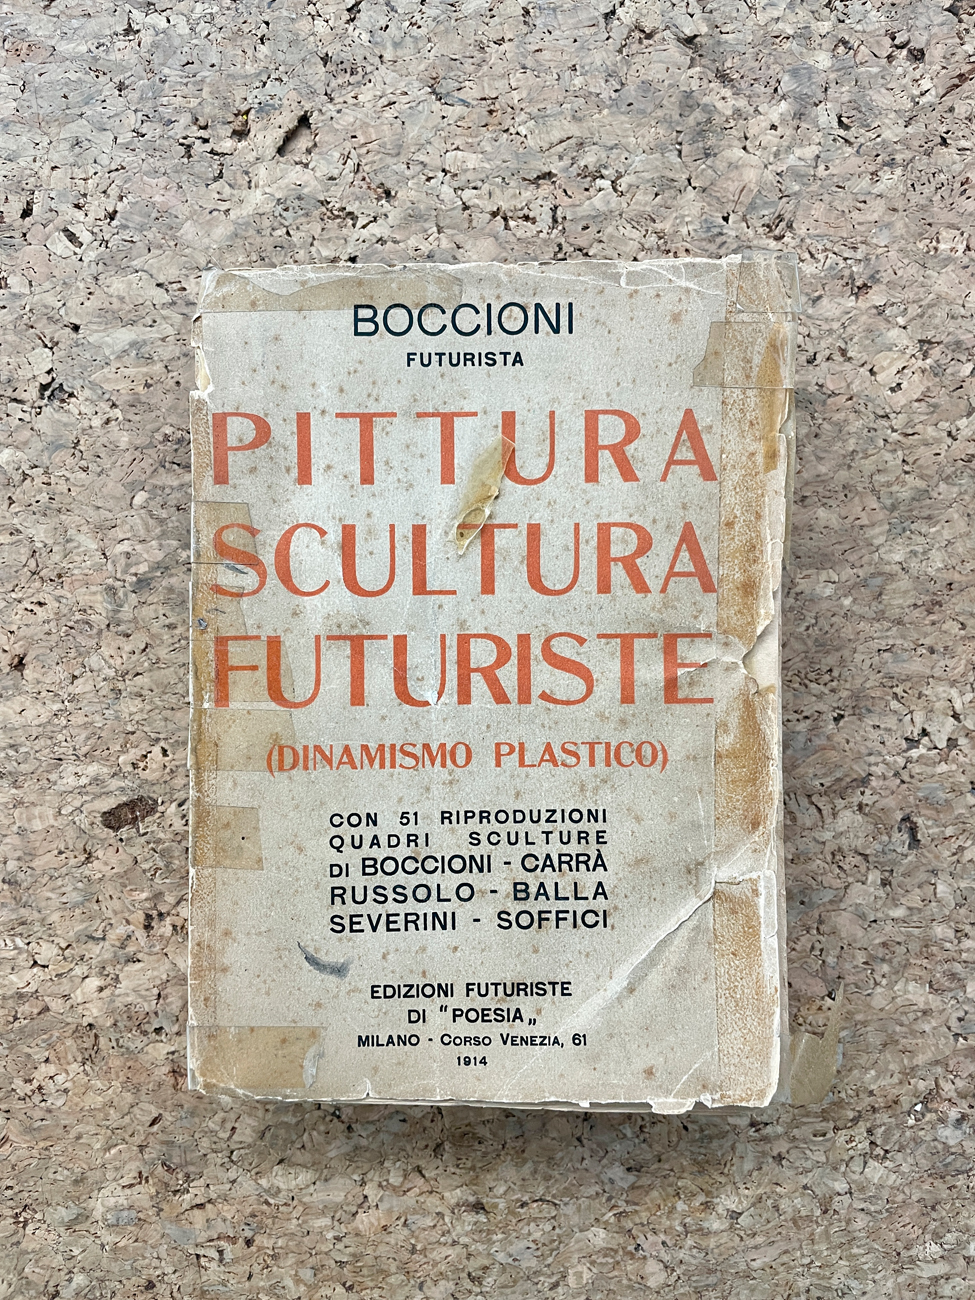 BOCCIONI
FUTURISTA
PITTURA
SCULTURA
FUTURISTE
(DINAMISMO PLASTICO)
CON 51 RIPRODUZIONI
QUADRI SCULTURE
DI BOCCIONI - CARRÀ
RUSSOLO - BALLA
SEVERINI - SOFFICI
EDIZIONI FUTURISTE
DI “POESIA„
MILANO - CORSO VENEZIA, 61
1914